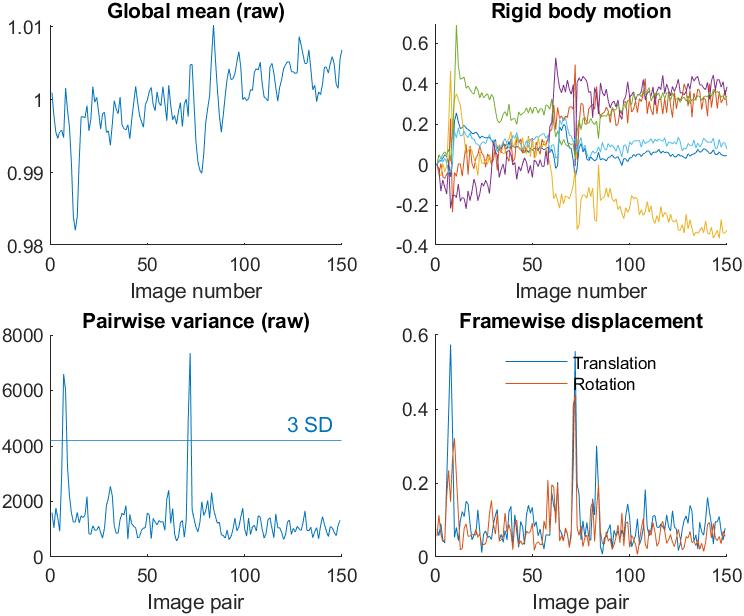 Global mean (raw)
1.01
1
0.99
0.98
0 50 100 150
Image number
Rigid body motion
0.6
0.4
0.2
0
-0.2
-0.4
0 50 100 150
Image number
Pairwise variance (raw)
8000
6000
4000
2000
0
3 SD
0 50 100 150
Image pair
Framewise displacement
0.6
0.4
0.2
0
Translation
Rotation
0 50 100 150
Image pair